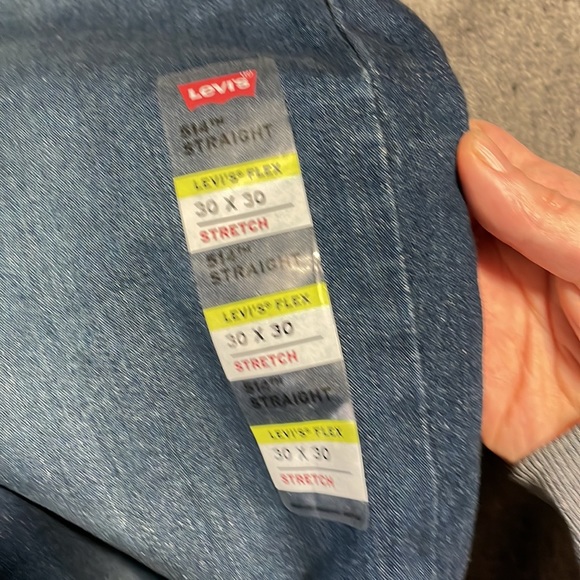 Levi's
514™
STRAIGHT
LEVI'S® FLEX
30 X 30
STRETCH
514™
STRAIGHT
LEVI'S® FLEX
30 X 30
STRETCH
514™
STRAIGHT
LEVI'S® FLEX
30 X 30
STRETCH